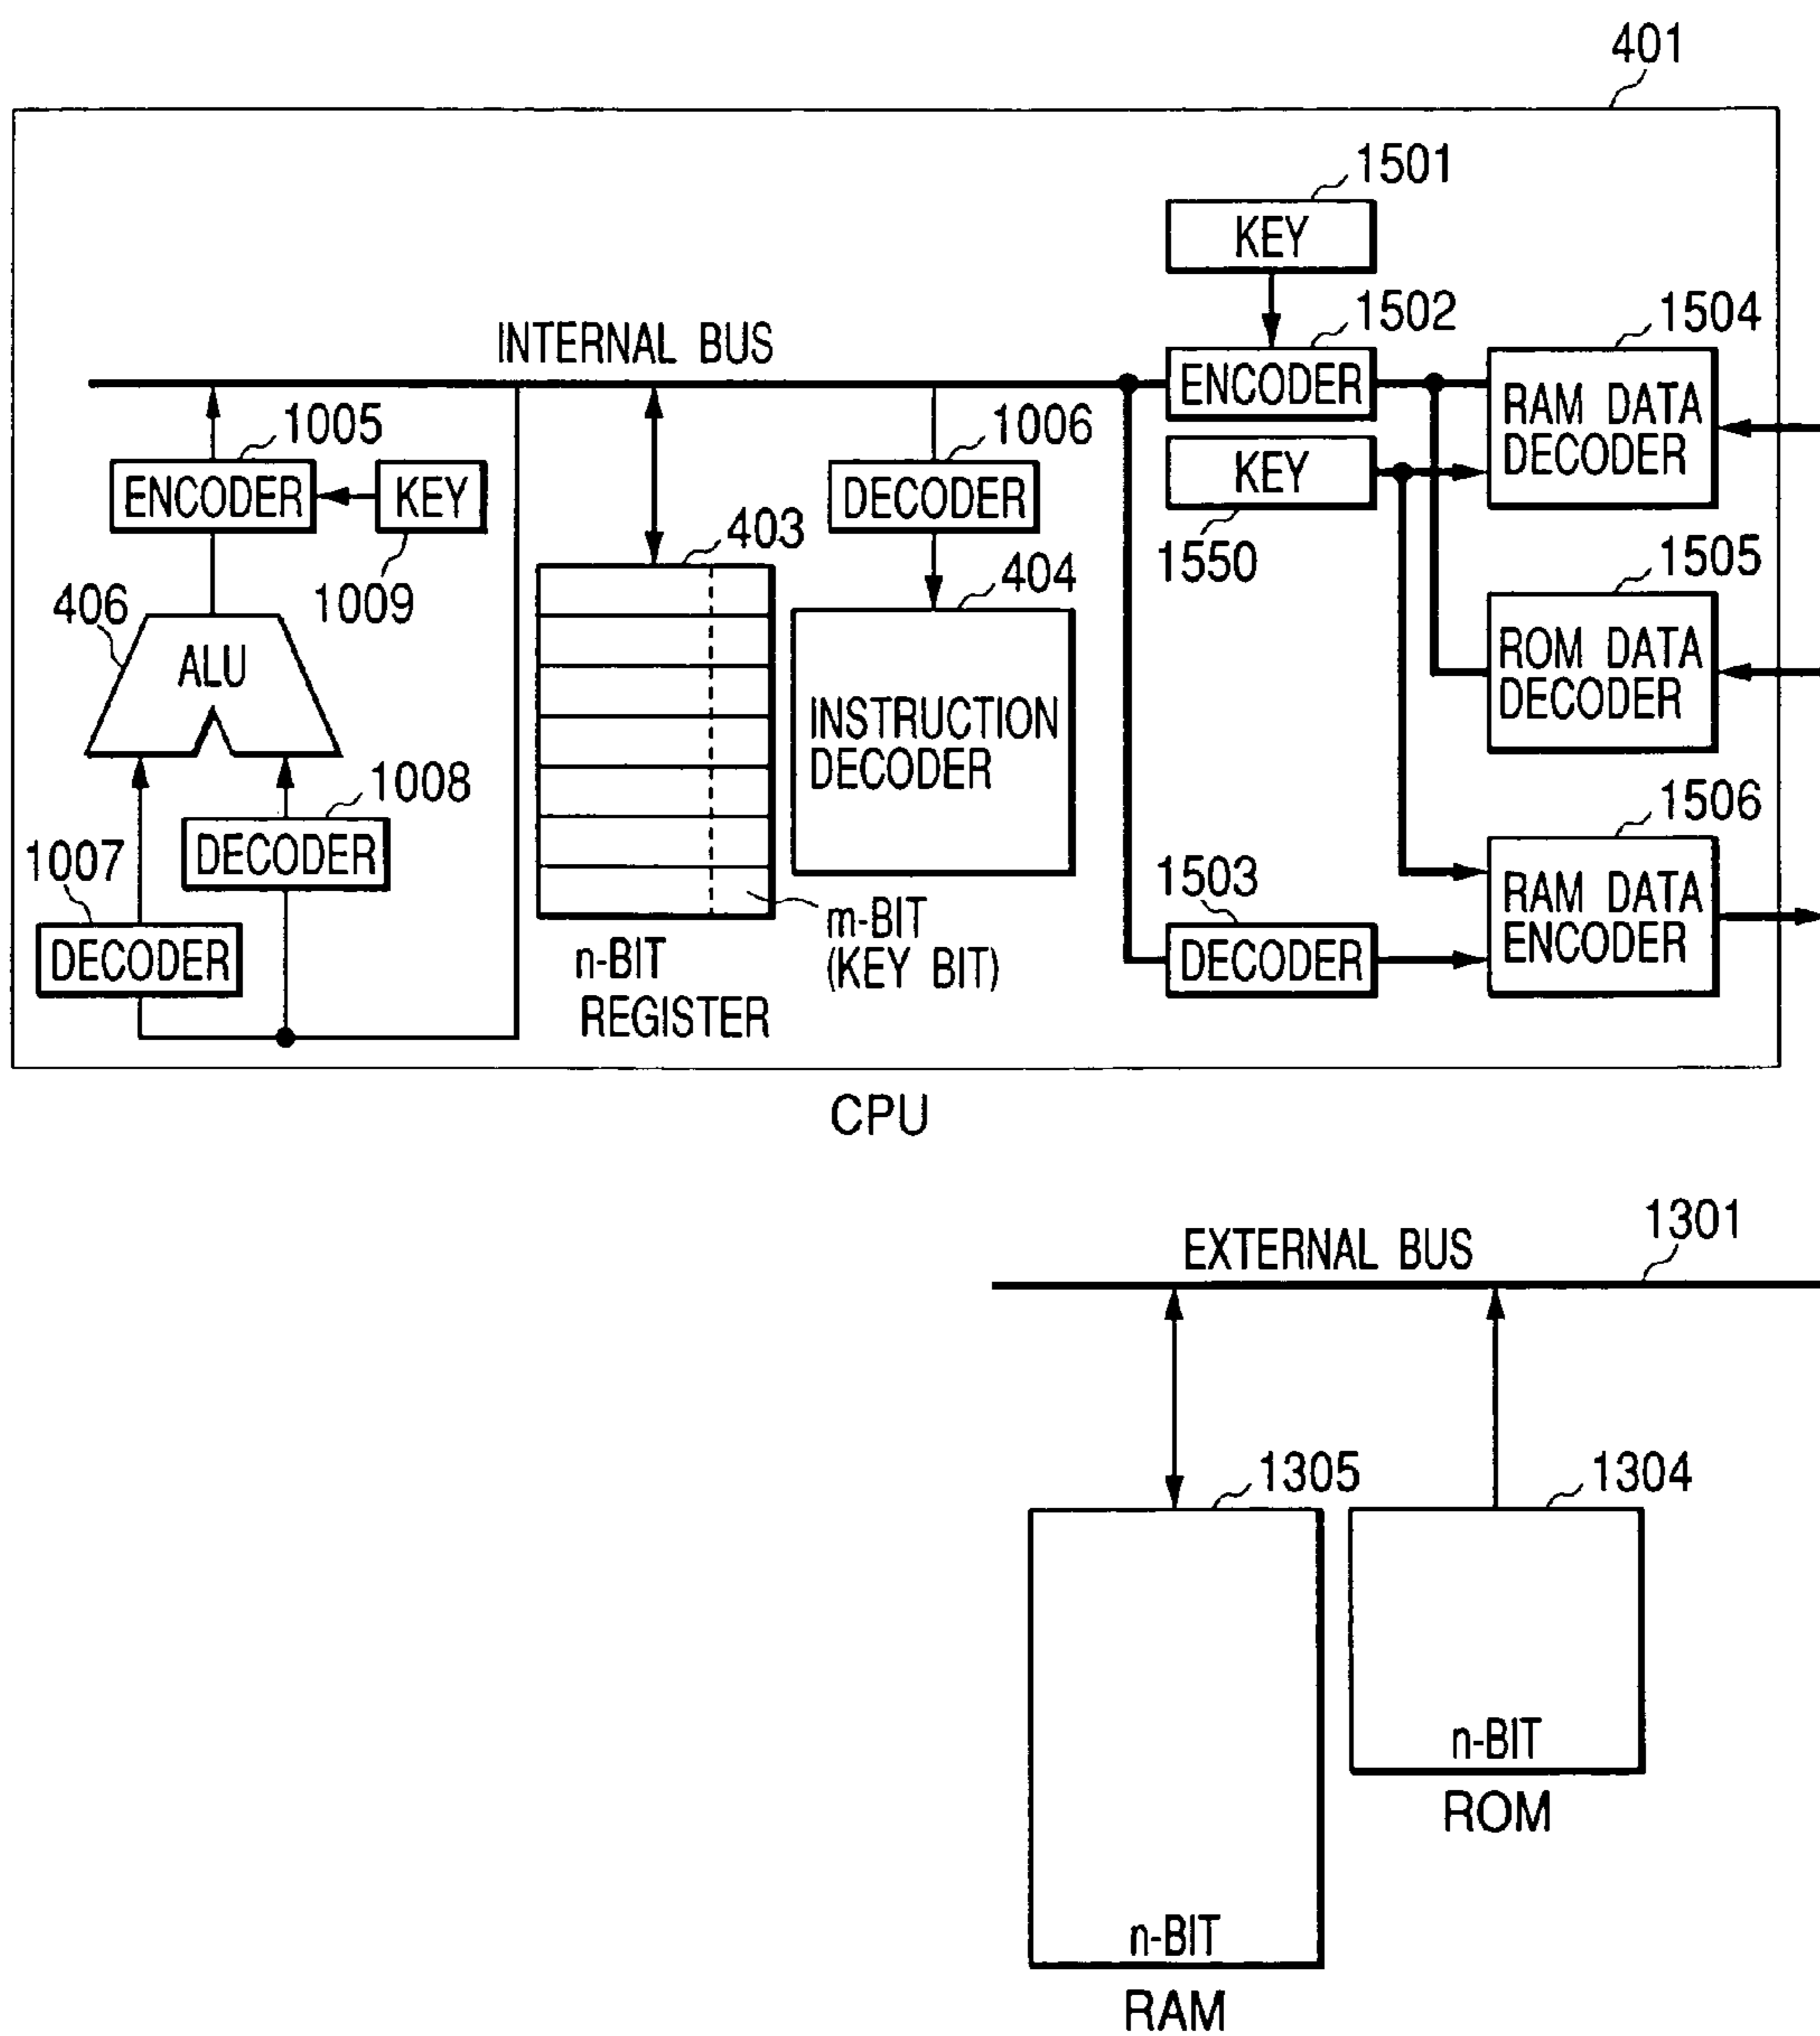 401
1501
KEY
1502
1504
INTERNAL BUS
ENCODER
RAM DATA
DECODER
1005
1006
ENCODER
KEY
DECODER
KEY
403
1550
1505
406
1009
404
ALU
ROM DATA
DECODER
INSTRUCTION
DECODER
1008
1506
1007
DECODER
1503
RAM DATA
ENCODER
m-BIT
(KEY BIT)
DECODER
n-BIT
REGISTER
DECODER
CPU
1301
EXTERNAL BUS
1305
1304
n-BIT
ROM
n-BIT
RAM